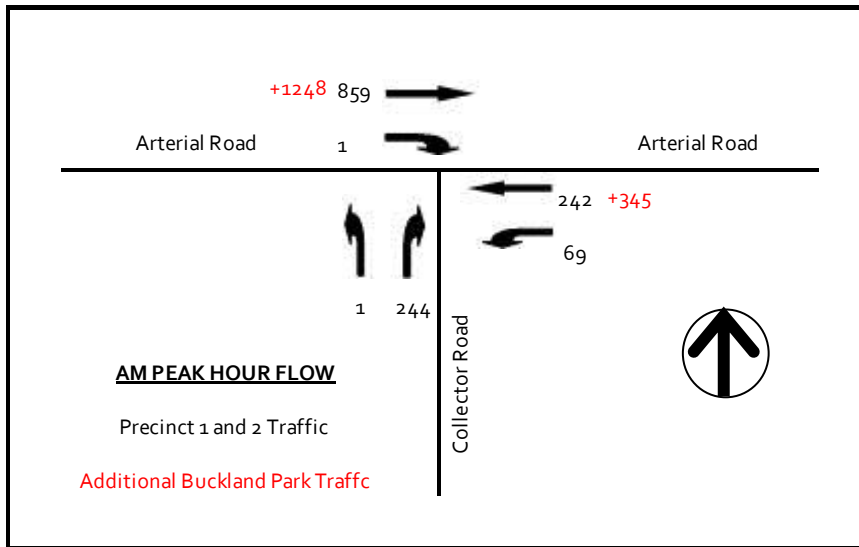 +1248 859
Arterial Road 1 Arterial Road
242 +345
69
1 244
Collector Road
AM PEAK HOUR FLOW
Precinct 1 and 2 Traffic
Additional Buckland Park Traffc